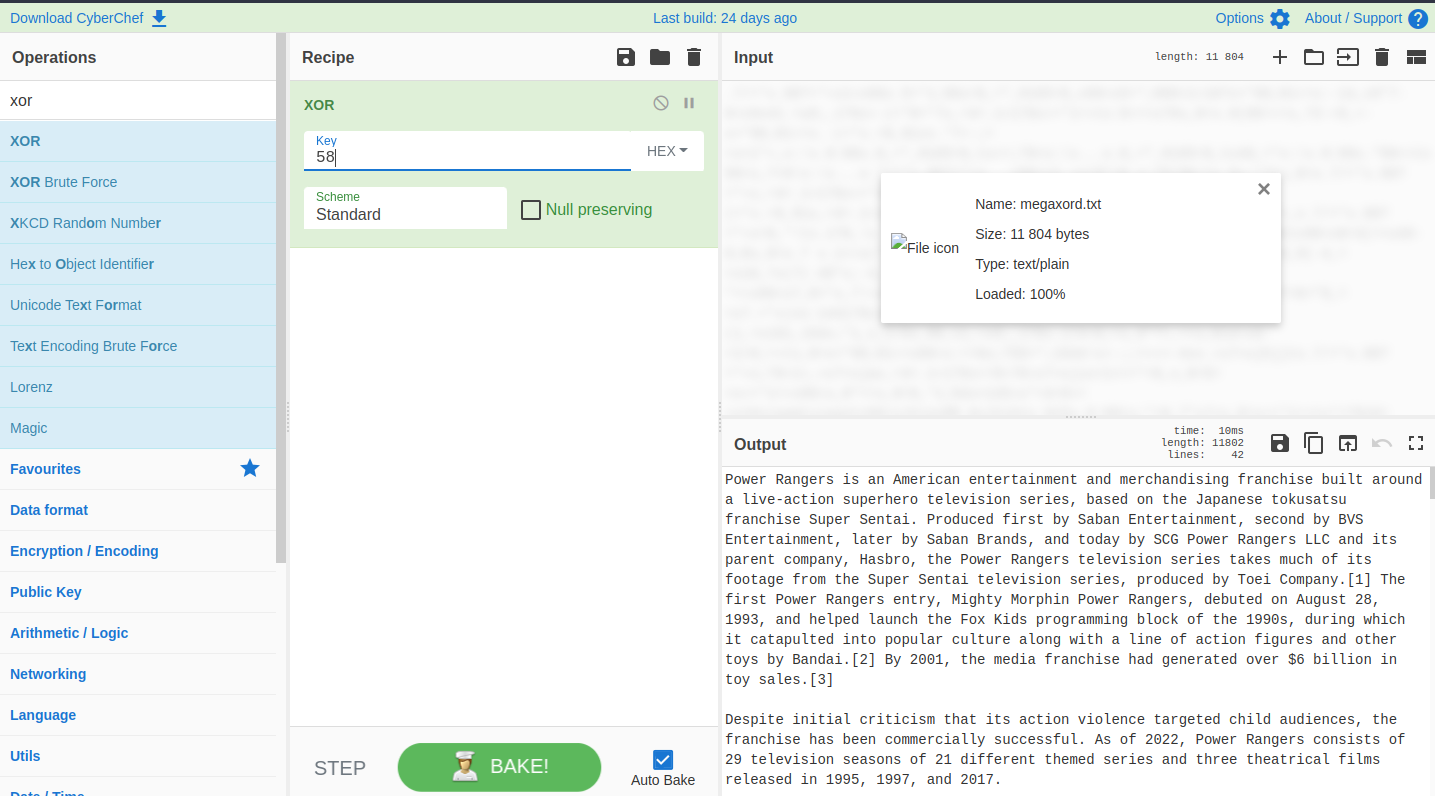 Download CyberChef
Last build: 24 days ago
Options
About / Support
Operations
Recipe
Input
length: 11 804
xor
XOR
XOR Brute Force
XKCD Random Number
Hex to Object Identifier
Unicode Text Format
Text Encoding Brute Force
Lorenz
Magic
Favourites
Data format
Encryption / Encoding
Public Key
Arithmetic / Logic
Networking
Language
Utils
Date / Time
XOR
Key
58
HEX
Scheme
Standard
Null preserving
STEP
BAKE!
Auto Bake
File icon
Name: megaxord.txt
Size: 11 804 bytes
Type: text/plain
Loaded: 100%
Output
time: 10ms
length: 11802
lines: 42
Power Rangers is an American entertainment and merchandising franchise built around
a live-action superhero television series, based on the Japanese tokusatsu
franchise Super Sentai. Produced first by Saban Entertainment, second by BVS
Entertainment, later by Saban Brands, and today by SCG Power Rangers LLC and its
parent company, Hasbro, the Power Rangers television series takes much of its
footage from the Super Sentai television series, produced by Toei Company.[1] The
first Power Rangers entry, Mighty Morphin Power Rangers, debuted on August 28,
1993, and helped launch the Fox Kids programming block of the 1990s, during which
it catapulted into popular culture along with a line of action figures and other
toys by Bandai.[2] By 2001, the media franchise had generated over $6 billion in
toy sales.[3]
Despite initial criticism that its action violence targeted child audiences, the
franchise has been commercially successful. As of 2022, Power Rangers consists of
29 television seasons of 21 different themed series and three theatrical films
released in 1995, 1997, and 2017.